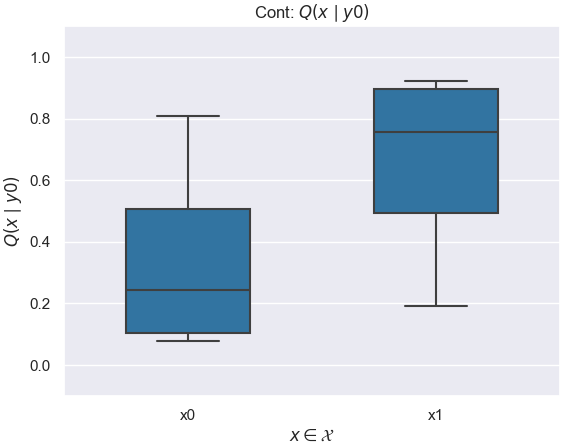 Cont: Q(x | y0)
Q(x | y0)
1.0
0.8
0.6
0.4
0.2
0.0
x0 x1
x ∈ 𝒳